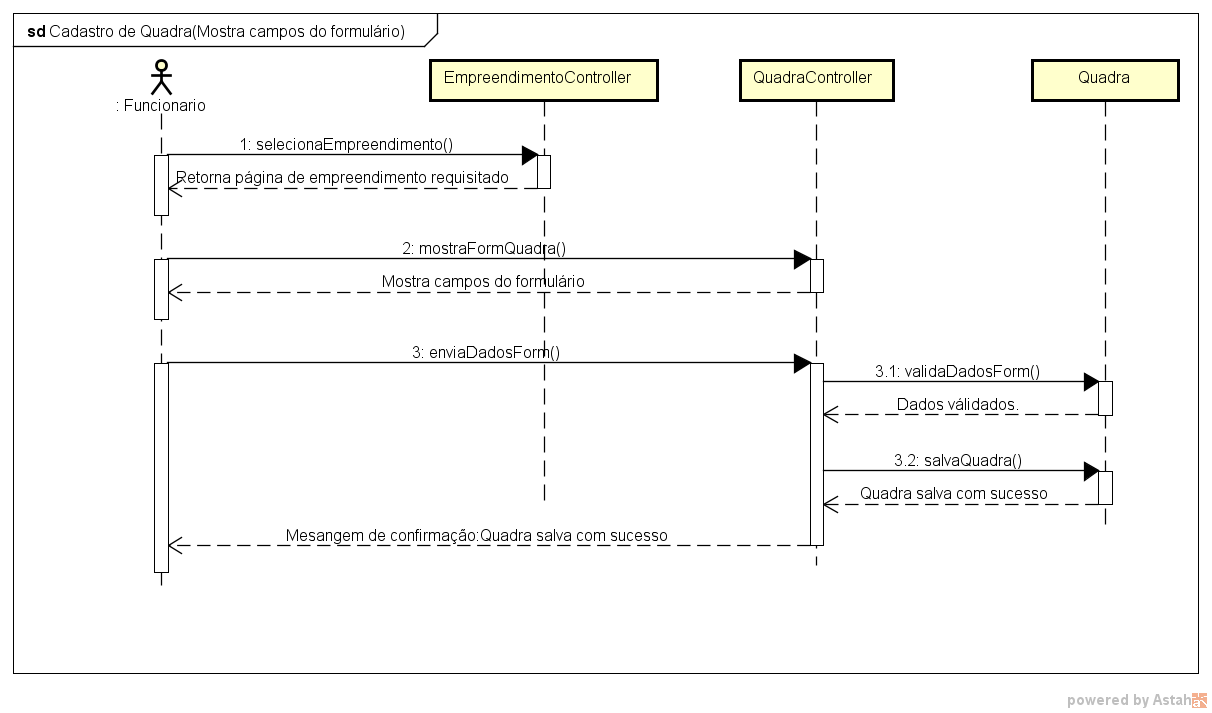 sd Cadastro de Quadra(Mostra campos do formulário)
: Funcionario
EmpreendimentoController
QuadraController
Quadra
1: selecionaEmpreendimento()
Retorna página de empreendimento requisitado
2: mostraFormQuadra()
Mostra campos do formulário
3: enviaDadosForm()
3.1: validaDadosForm()
Dados válidados.
3.2: salvaQuadra()
Quadra salva com sucesso
Mesangem de confirmação:Quadra salva com sucesso
powered by Astah